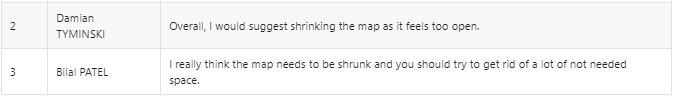 2 Damian TYMINSKI Overall, I would suggest shrinking the map as it feels too open.
3 Bilal PATEL I really think the map needs to be shrunk and you should try to get rid of a lot of not needed space.